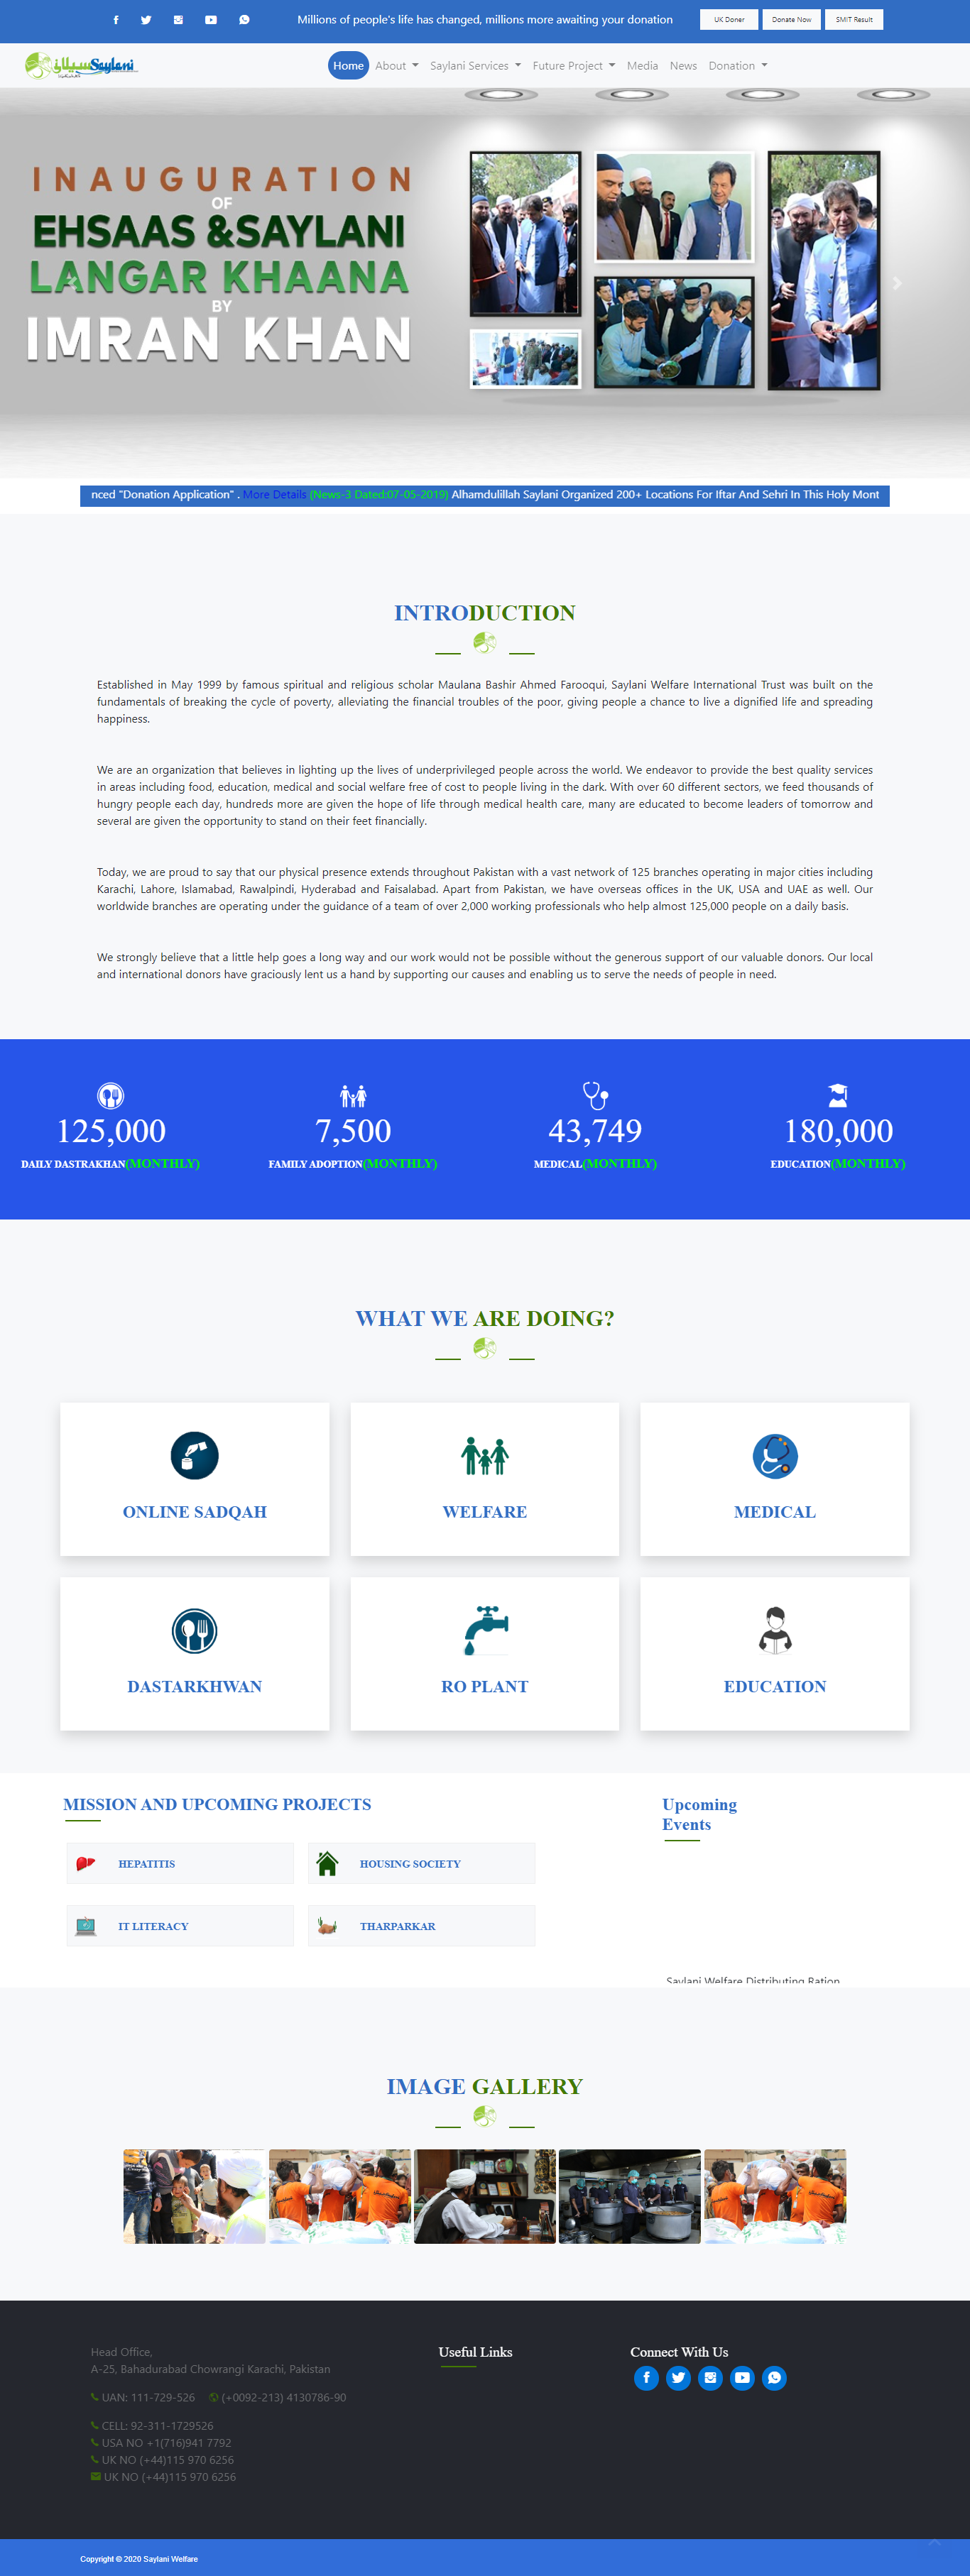 Millions of people's life has changed, millions more awaiting your donation
UK Doner
Donate Now
SMIT Result
سیلانی Saylani
Home
About
Saylani Services
Future Project
Media
News
Donation
INAUGURATION
OF
EHSAAS & SAYLANI
LANGAR KHAANA
BY
IMRAN KHAN
nced "Donation Application" . More Details (News-3 Dated:07-05-2019) Alhamdulillah Saylani Organized 200+ Locations For Iftar And Sehri In This Holy Mont
INTRODUCTION
Established in May 1999 by famous spiritual and religious scholar Maulana Bashir Ahmed Farooqui, Saylani Welfare International Trust was built on the
fundamentals of breaking the cycle of poverty, alleviating the financial troubles of the poor, giving people a chance to live a dignified life and spreading
happiness.
We are an organization that believes in lighting up the lives of underprivileged people across the world. We endeavor to provide the best quality services
in areas including food, education, medical and social welfare free of cost to people living in the dark. With over 60 different sectors, we feed thousands of
hungry people each day, hundreds more are given the hope of life through medical health care, many are educated to become leaders of tomorrow and
several are given the opportunity to stand on their feet financially.
Today, we are proud to say that our physical presence extends throughout Pakistan with a vast network of 125 branches operating in major cities including
Karachi, Lahore, Islamabad, Rawalpindi, Hyderabad and Faisalabad. Apart from Pakistan, we have overseas offices in the UK, USA and UAE as well. Our
worldwide branches are operating under the guidance of a team of over 2,000 working professionals who help almost 125,000 people on a daily basis.
We strongly believe that a little help goes a long way and our work would not be possible without the generous support of our valuable donors. Our local
and international donors have graciously lent us a hand by supporting our causes and enabling us to serve the needs of people in need.
125,000
DAILY DASTRAKHAN(MONTHLY)
7,500
FAMILY ADOPTION(MONTHLY)
43,749
MEDICAL(MONTHLY)
180,000
EDUCATION(MONTHLY)
WHAT WE ARE DOING?
ONLINE SADQAH
WELFARE
MEDICAL
DASTARKHWAN
RO PLANT
EDUCATION
MISSION AND UPCOMING PROJECTS
HEPATITIS
HOUSING SOCIETY
IT LITERACY
THARPARKAR
Upcoming
Events
Saylani Welfare Distributing Ration
IMAGE GALLERY
Head Office,
A-25, Bahadurabad Chowrangi Karachi, Pakistan
UAN: 111-729-526 (+0092-213) 4130786-90
CELL: 92-311-1729526
USA NO +1(716)941 7792
UK NO (+44)115 970 6256
UK NO (+44)115 970 6256
Useful Links
Connect With Us
Copyright © 2020 Saylani Welfare